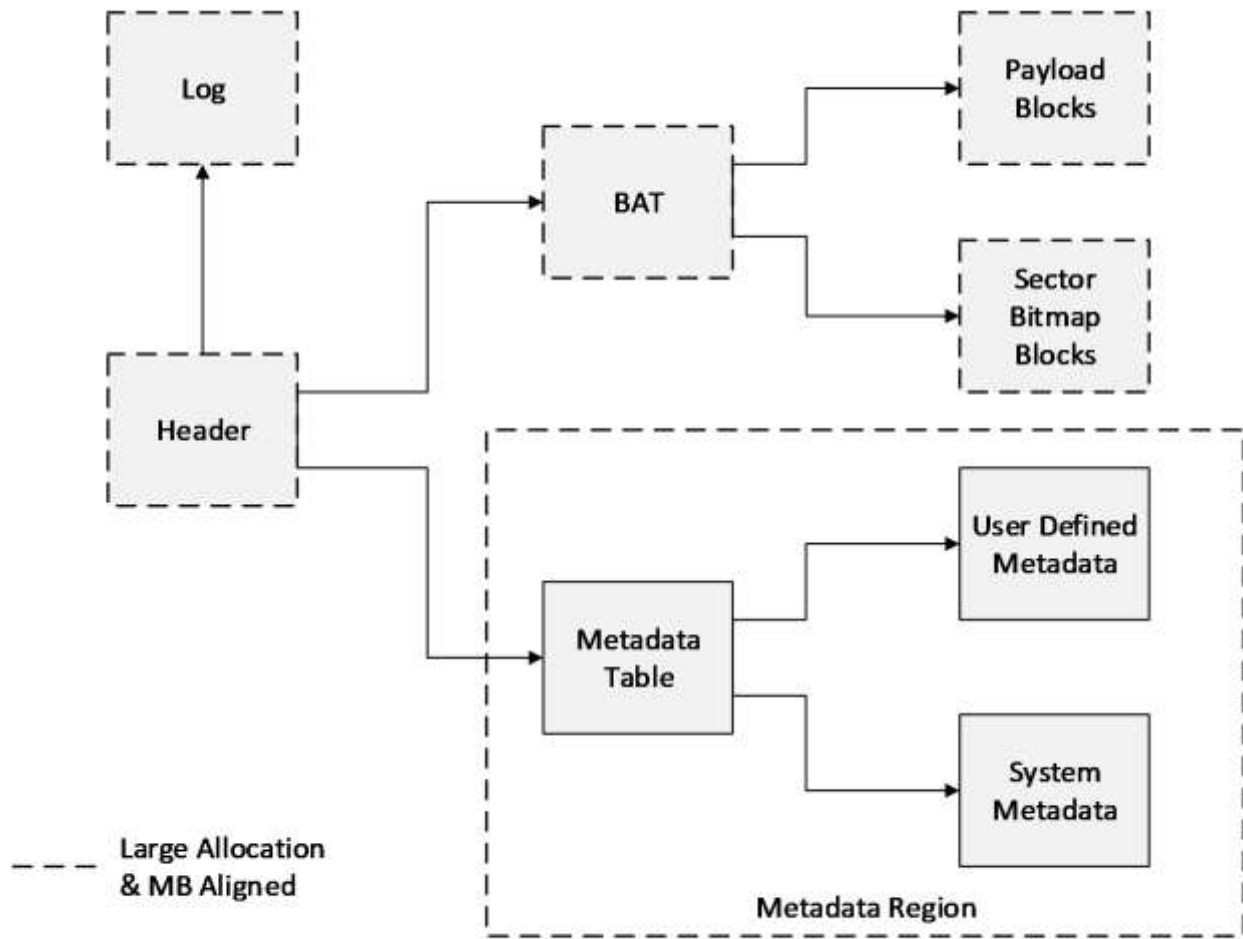 Log
Payload
Blocks
BAT
Sector
Bitmap
Blocks
Header
User Defined
Metadata
Metadata
Table
System
Metadata
Large Allocation
& MB Aligned
Metadata Region